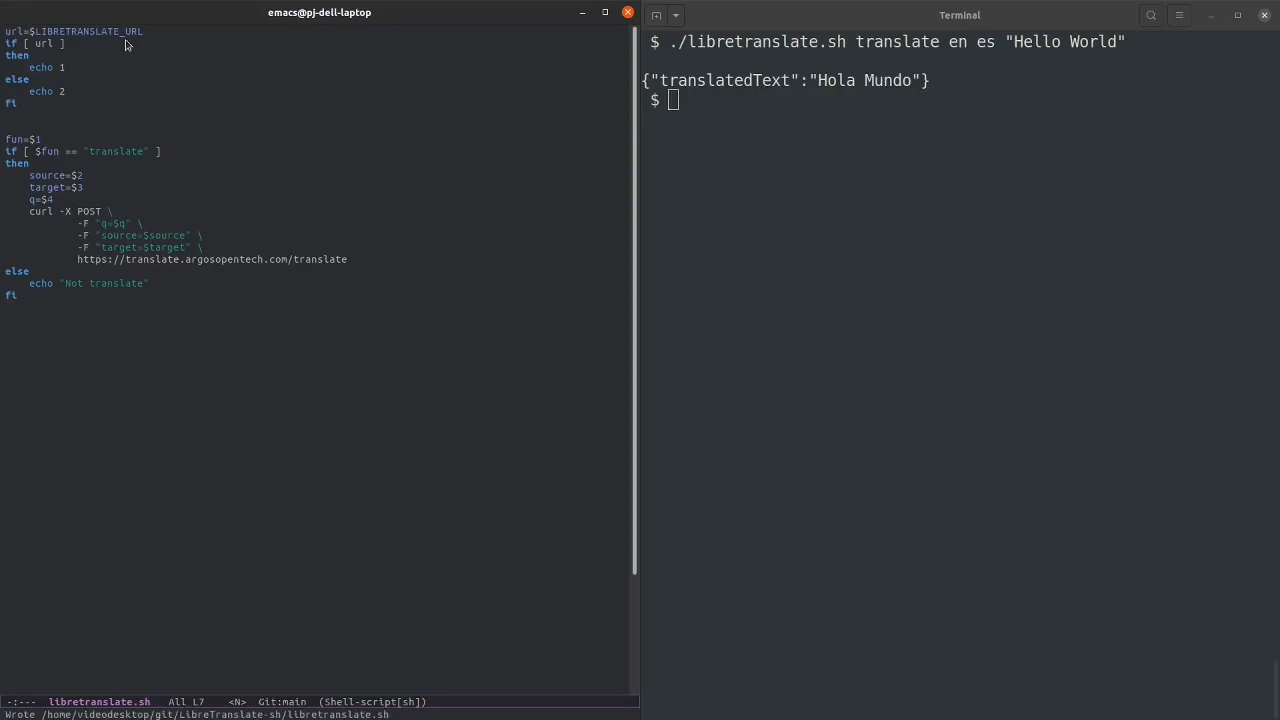 emacs@pj-dell-laptop
url=$LIBRETRANSLATE_URL
if [ url ]
then
    echo 1
else
    echo 2
fi
fun=$1
if [ $fun == "translate" ]
then
    source=$2
    target=$3
    q=$4
    curl -X POST \
            -F "q=$q" \
            -F "source=$source" \
            -F "target=$target" \
            https://translate.argosopentech.com/translate
else
    echo "Not translate"
fi
-:---  libretranslate.sh   All L7    <N>  Git:main  (Shell-script[sh])
Wrote /home/videodesktop/git/LibreTranslate-sh/libretranslate.sh
Terminal
$ ./libretranslate.sh translate en es "Hello World"
{"translatedText":"Hola Mundo"}
$